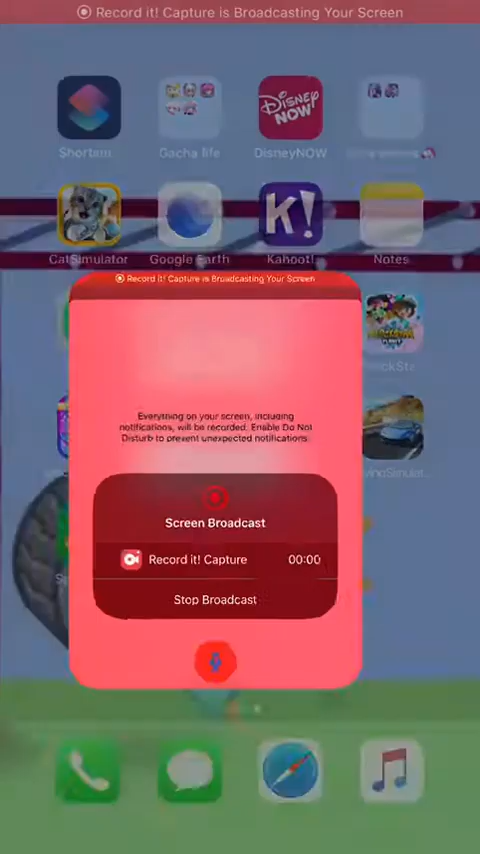 Record it! Capture is Broadcasting Your Screen
Gacha life
DisneyNOW
DISNEY
NOW
K!
CatSimulator
Google Earth
Kahoot!
Notes
Record it! Capture is Broadcasting Your Screen
Everything on your screen, including
notifications, will be recorded. Enable Do Not
Disturb to prevent unexpected notifications.
Screen Broadcast
Record it! Capture 00:00
Stop Broadcast